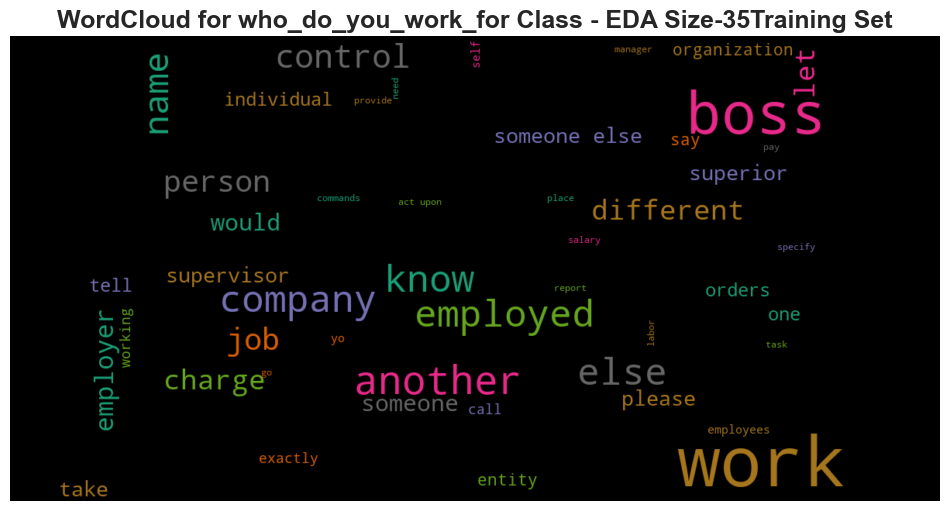 WordCloud for who_do_you_work_for Class - EDA Size-35Training Set
control
self
manager
organization
let
name
individual
provide
need
boss
someone else
say
pay
superior
person
commands
act upon
place
different
would
salary
specify
supervisor
know
tell
company
report
orders
employed
one
employer
working
job
yo
labor
task
charge
go
another
else
someone
call
please
employees
exactly
work
entity
take